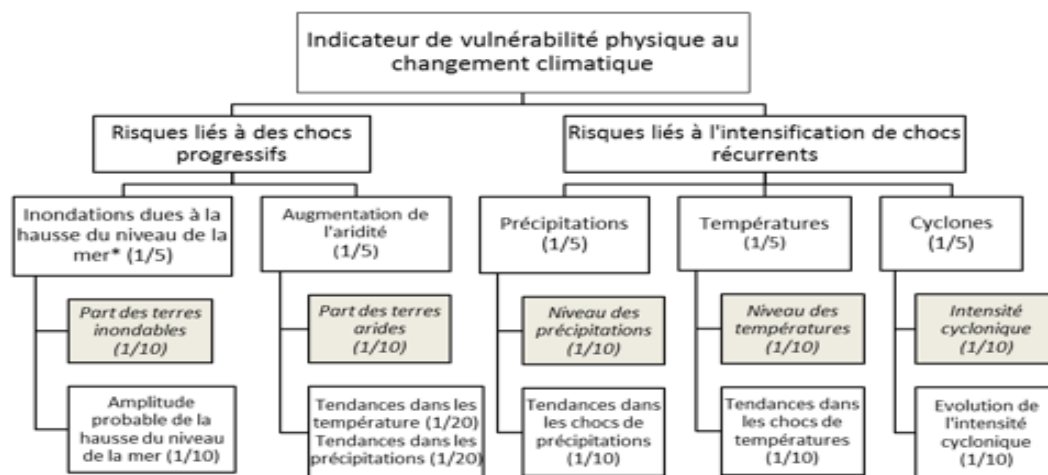 Indicateur de vulnérabilité physique au
changement climatique
Risques liés à des chocs
progressifs
Risques liés à l'intensification de chocs
récurrents
Inondations dues à la
hausse du niveau de la
mer* (1/5)
Augmentation de
l'aridité
(1/5)
Précipitations
(1/5)
Températures
(1/5)
Cyclones
(1/5)
Part des terres
inondables
(1/10)
Part des terres
arides
(1/10)
Niveau des
précipitations
(1/10)
Niveau des
températures
(1/10)
Intensité
cyclonique
(1/10)
Amplitude
probable de la
hausse du niveau
de la mer (1/10)
Tendances dans les
température (1/20)
Tendances dans les
précipitations (1/20)
Tendances dans
les chocs de
précipitations
(1/10)
Tendances dans
les chocs de
températures
(1/10)
Evolution de
l'intensité
cyclonique
(1/10)